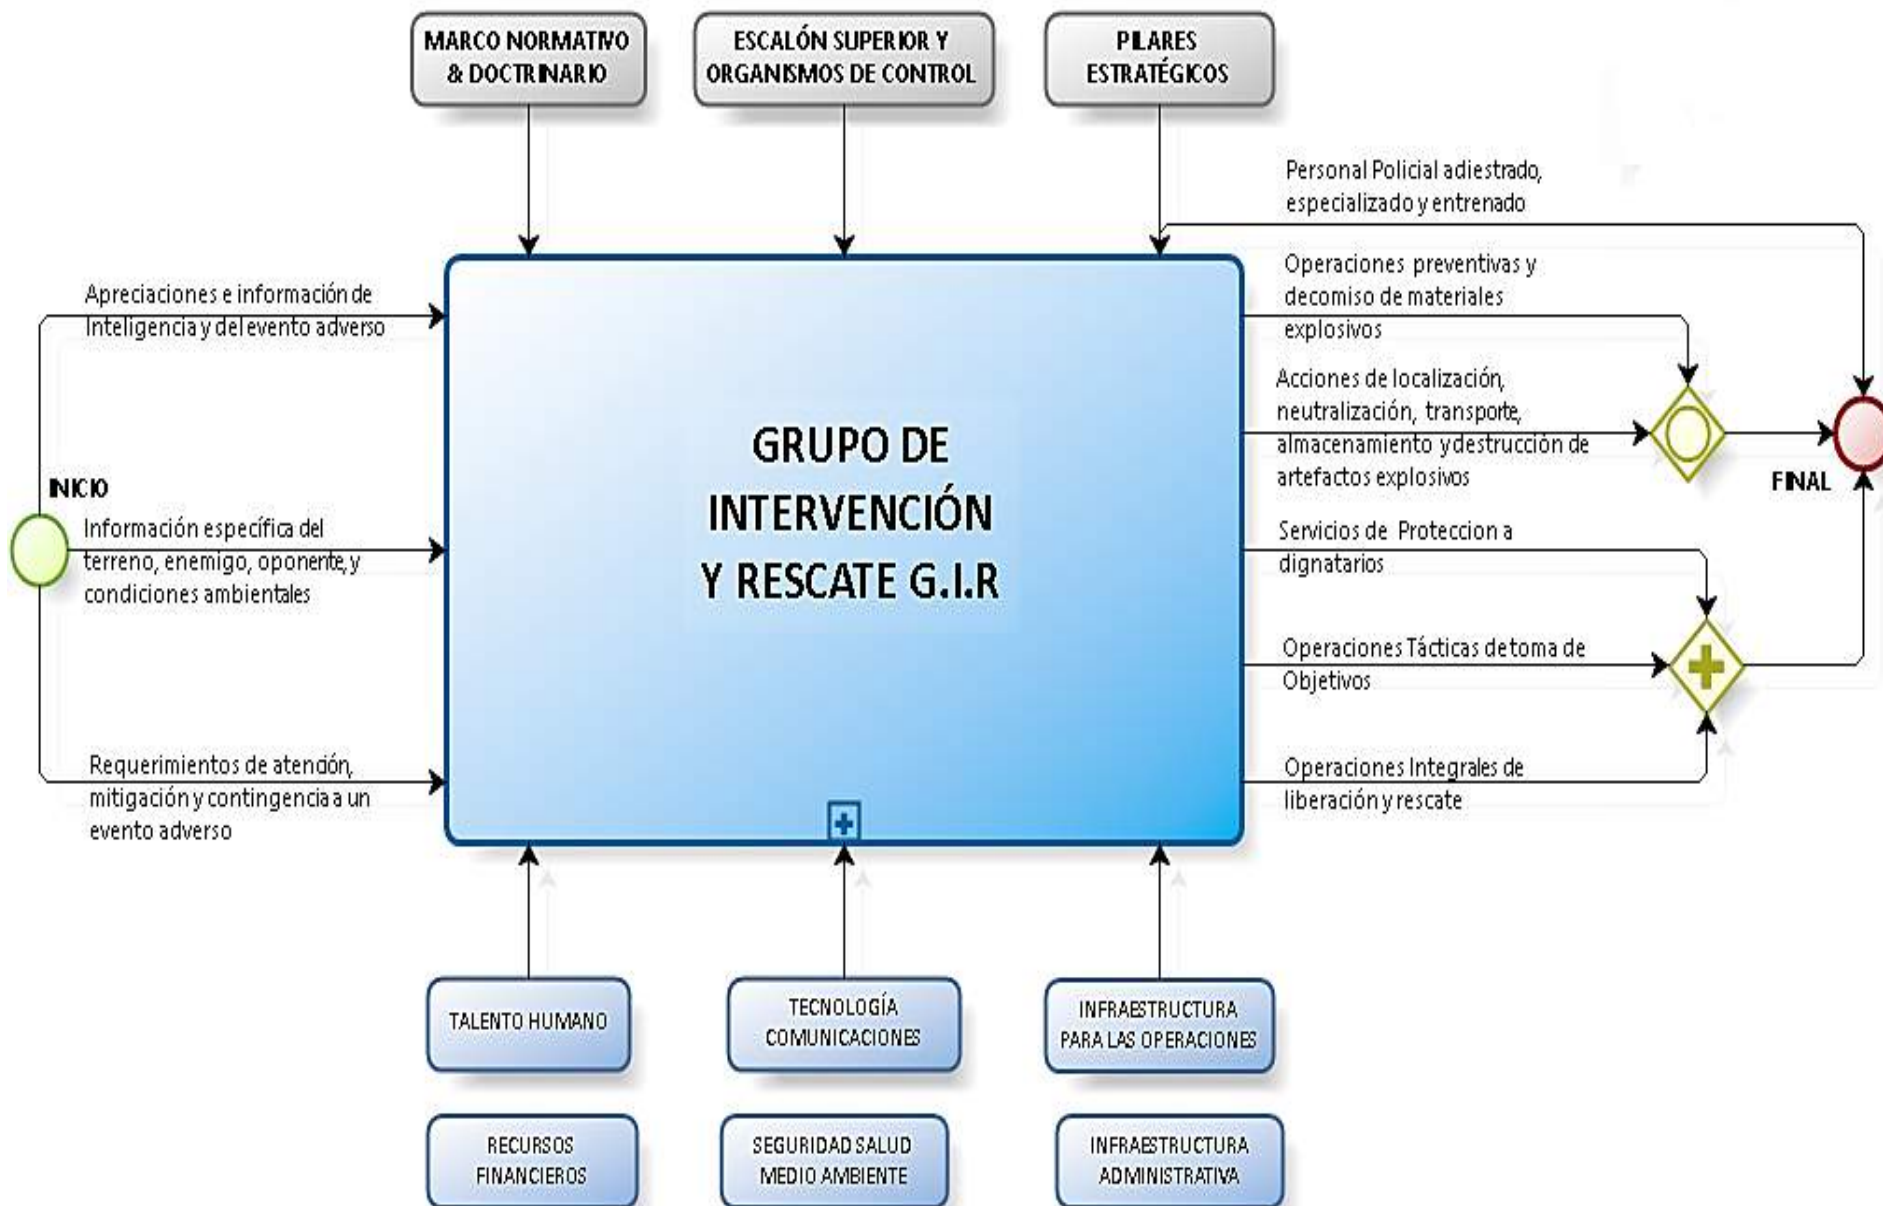 MARCO NORMATIVO
& DOCTRINARIO
ESCALÓN SUPERIOR Y
ORGANISMOS DE CONTROL
PILARES
ESTRATÉGICOS
Personal Policial adiestrado,
especializado y entrenado
Apreciaciones e información de
Inteligencia y del evento adverso
Operaciones preventivas y
decomiso de materiales
explosivos
Acciones de localización,
neutralización, transporte,
almacenamiento y destrucción de
artefactos explosivos
GRUPO DE
INTERVENCIÓN
Y RESCATE G.I.R
INICIO
FINAL
Información específica del
terreno, enemigo, oponente, y
condiciones ambientales
Servicios de Proteccion a
dignatarios
Operaciones Tácticas de toma de
Objetivos
Requerimientos de atención,
mitigación y contingencia a un
evento adverso
Operaciones Integrales de
liberación y rescate
TALENTO HUMANO
TECNOLOGÍA
COMUNICACIONES
INFRAESTRUCTURA
PARA LAS OPERACIONES
RECURSOS
FINANCIEROS
SEGURIDAD SALUD
MEDIO AMBIENTE
INFRAESTRUCTURA
ADMINISTRATIVA